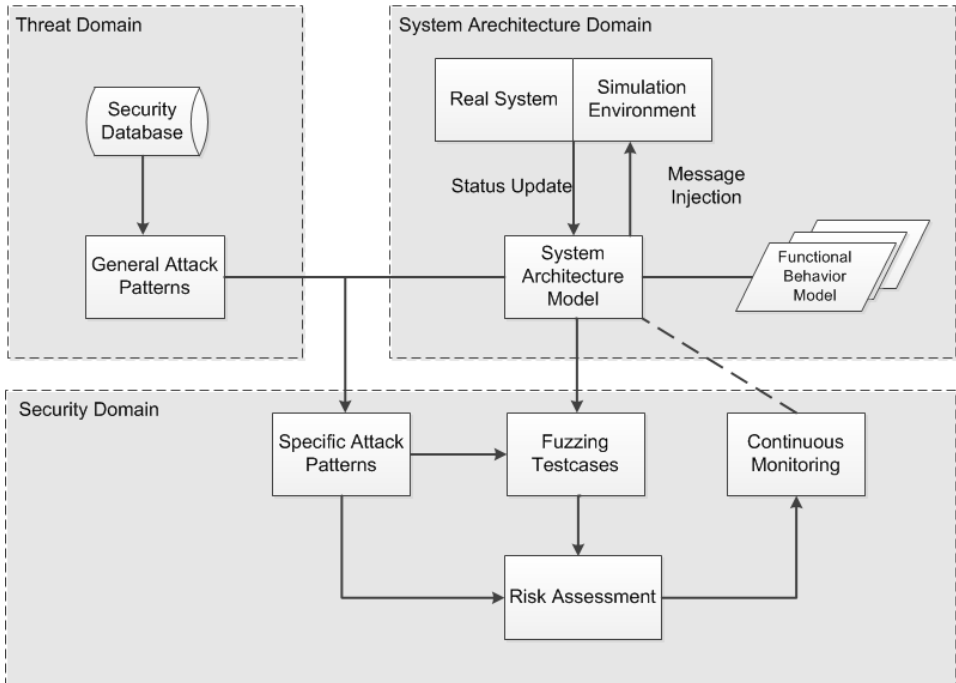 Threat Domain
Security
Database
General Attack
Patterns
System Arechitecture Domain
Real System
Simulation
Environment
Status Update
Message
Injection
System
Architecture
Model
Functional
Behavior
Model
Security Domain
Specific Attack
Patterns
Fuzzing
Testcases
Continuous
Monitoring
Risk Assessment